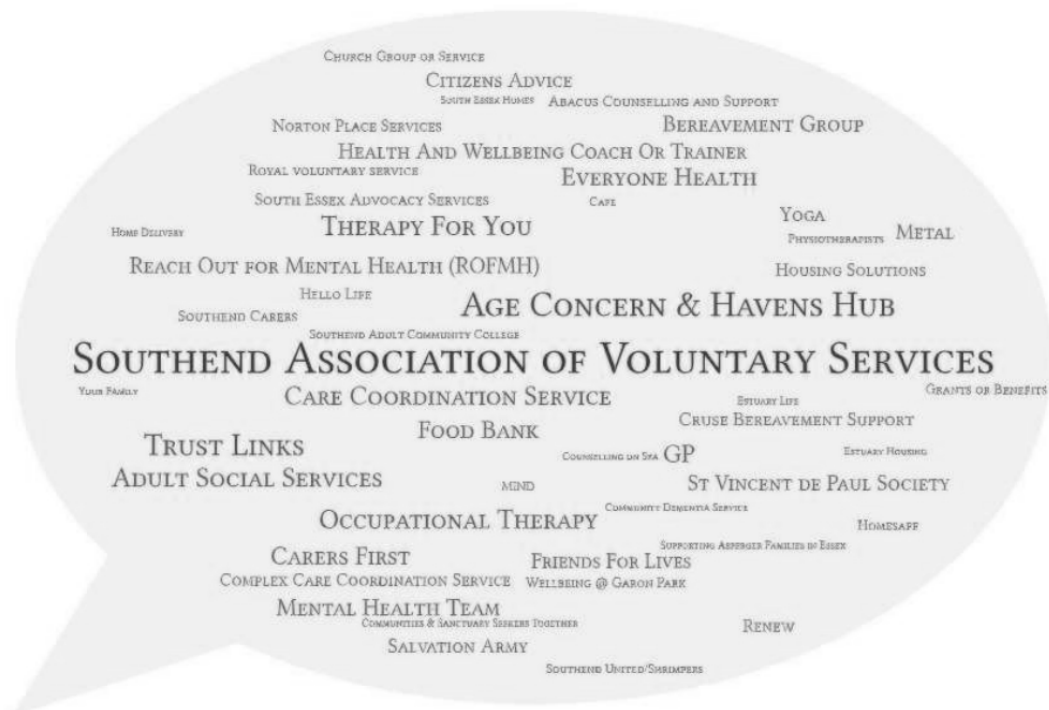 Church Group or Service
Citizens Advice
South Essex Homes
Abacus Counselling and Support
Norton Place Services
Bereavement Group
Health And Wellbeing Coach Or Trainer
Royal voluntary service
Everyone Health
South Essex Advocacy Services
Cafe
Therapy For You
Yoga
Home Delivery
Physiotherapists
Metal
Reach Out for Mental Health (ROFMH)
Housing Solutions
Hello Life
Age Concern & Havens Hub
Southend Carers
Southend Adult Community College
Southend Association of Voluntary Services
Your Family
Care Coordination Service
Estuary Life
Grants or Benefits
Food Bank
Cruse Bereavement Support
Trust Links
Counselling on Sea
GP
Estuary Housing
Adult Social Services
MIND
St Vincent de Paul Society
Occupational Therapy
Community Dementia Service
Homesafe
Supporting Asperger Families in Essex
Carers First
Friends For Lives
Complex Care Coordination Service
Wellbeing @ Garon Park
Mental Health Team
Communities & Sanctuary Seekers Together
Renew
Salvation Army
Southend United/Shrimpers